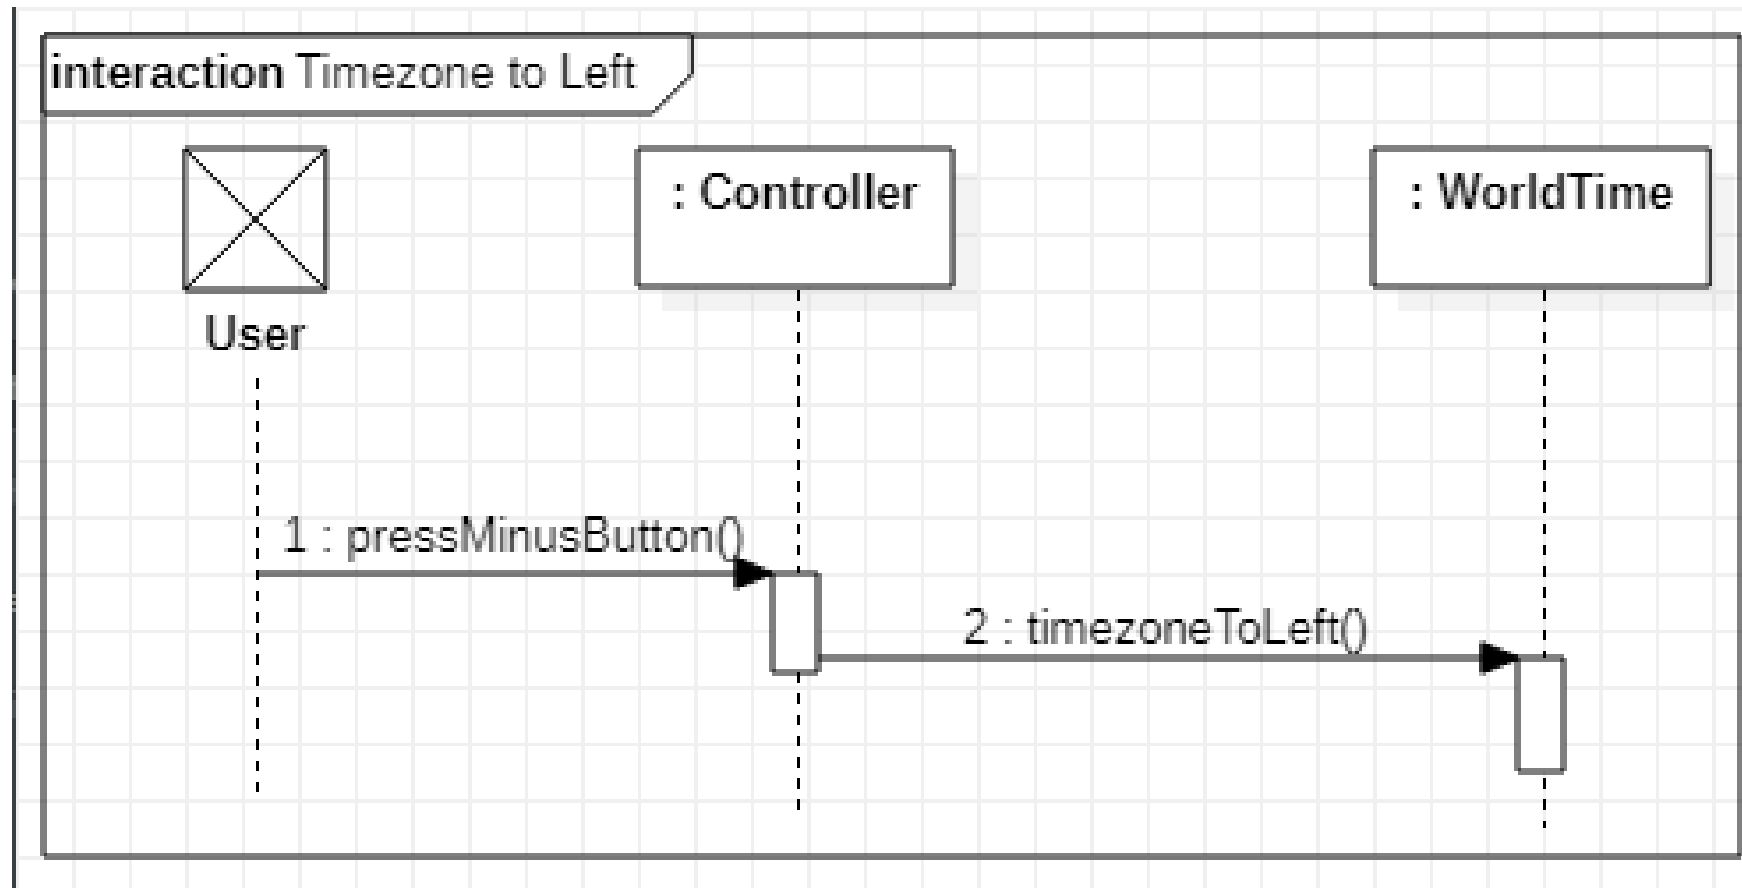 interaction Timezone to Left
: Controller
: WorldTime
User
1 : pressMinusButton()
2 : timezoneToLeft()